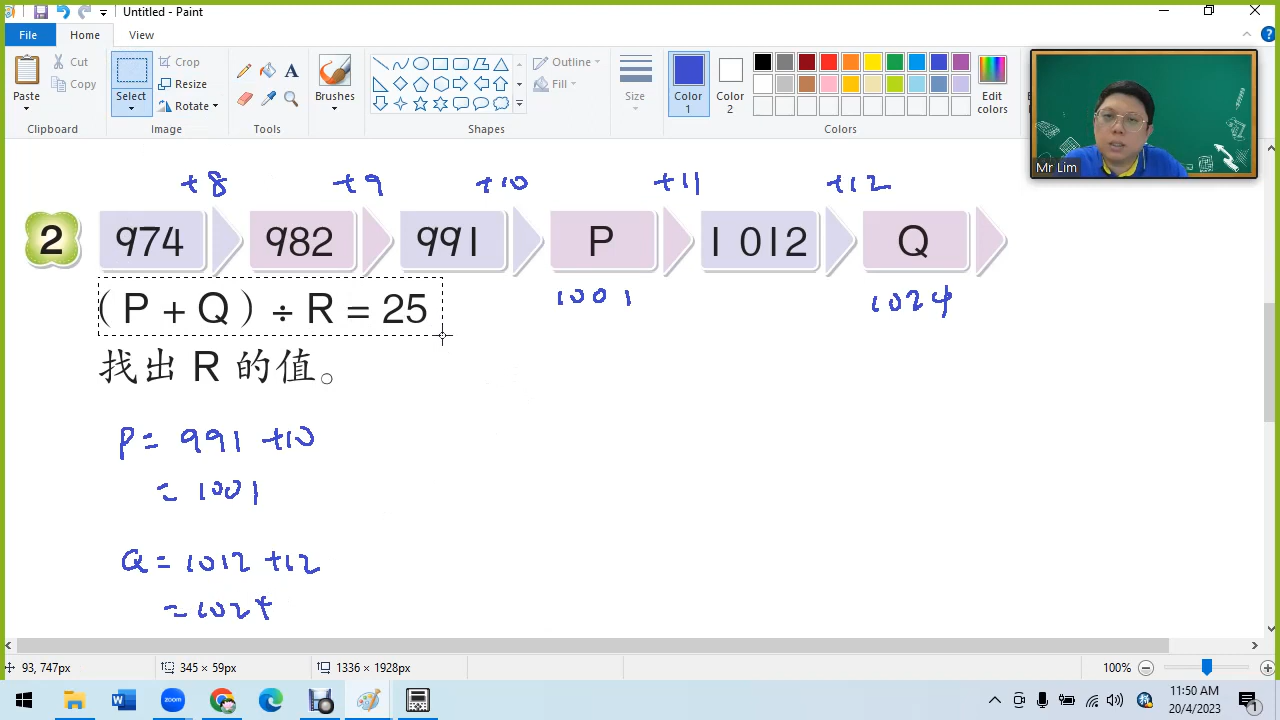 Untitled - Paint
File Home View
Paste Cut Copy Clipboard
Select Crop Resize Rotate Image
Tools
Brushes
Shapes
Outline Fill
Size
Color 1
Color 2
Edit colors
Colors
Mr Lim
+8 +9 +10 +11 +12
2 974 982 991 P 1 012 Q
1001 1024
( P + Q ) ÷ R = 25
找出 R 的值。
P = 991 +10
= 1001
Q = 1012 +12
= 1024
93, 747px 345 × 59px 1336 × 1928px 100%
zoom
11:50 AM
20/4/2023
1